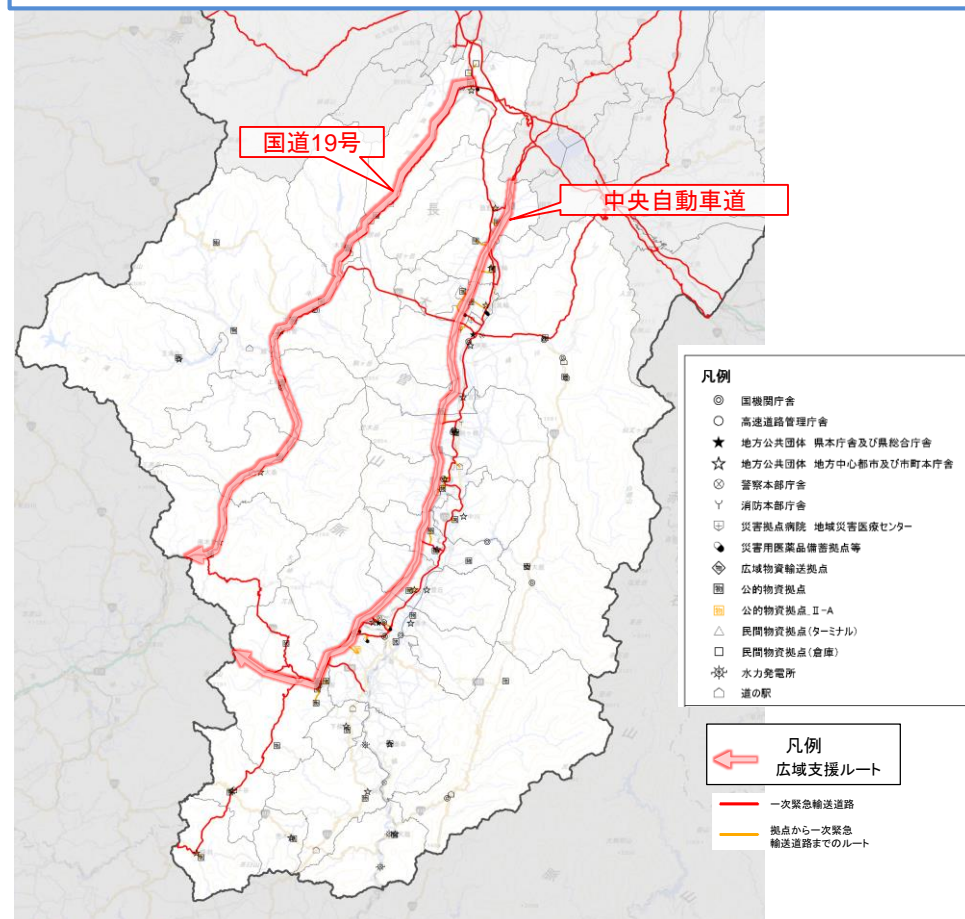 国道19号
中央自動車道
長
凡例
国機関庁舎
高速道路管理庁舎
地方公共団体 県本庁舎及び県総合庁舎
地方公共団体 地方中心都市及び市町本庁舎
警察本部庁舎
消防本部庁舎
災害拠点病院 地域災害医療センター
災害用医薬品備蓄拠点等
広域物資輸送拠点
公的物資拠点
公的物資拠点_Ⅱ-A
民間物資拠点(ターミナル)
民間物資拠点(倉庫)
水力発電所
道の駅
凡例
広域支援ルート
一次緊急輸送道路
拠点から一次緊急
輸送道路までのルート